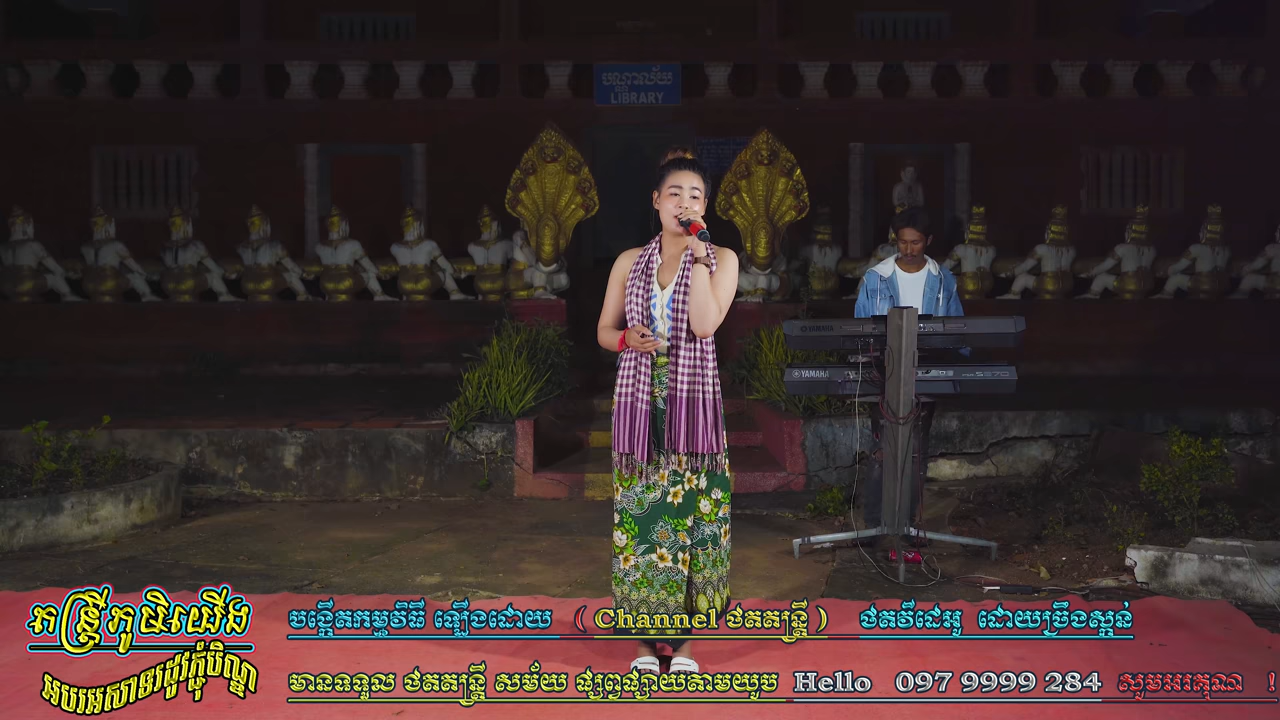 បណ្ណាល័យ
LIBRARY
YAMAHA
YAMAHA
តន្ត្រីភូមិយើង
អបអរសាទរដូវភ្ជុំបិណ្ឌ
បង្កើតកម្មវិធី ឡើងដោយ ( Channel ថតតន្ត្រី ) ថតវីដេអូ ដោយច្រឹងស្អន់
មានទទួល ថតតន្ត្រី សម័យ ផ្សព្វផ្សាយតាមយូប Hello 097 9999 284 សូមអរគុណ !